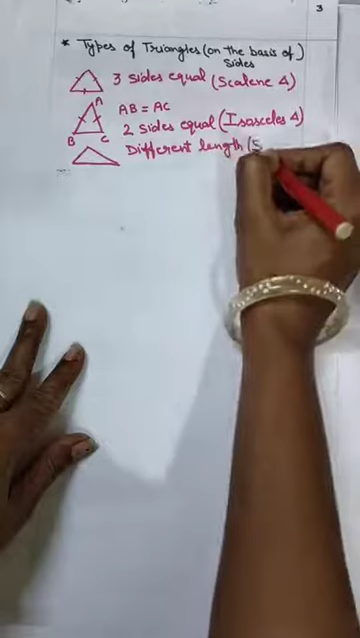 3
* Types of Triangles (on the basis of sides)
3 sides equal (Scalene Δ)
A
AB = AC
2 sides equal (Isosceles Δ)
B C
Different length (S